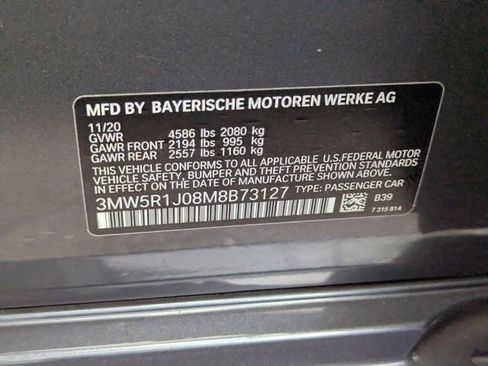 MFD BY BAYERISCHE MOTOREN WERKE AG
11/20
GVWR 4586 lbs 2080 kg
GAWR FRONT 2194 lbs 995 kg
GAWR REAR 2557 lbs 1160 kg
THIS VEHICLE CONFORMS TO ALL APPLICABLE U.S.FEDERAL MOTOR
VEHICLE SAFETY, BUMPER, AND THEFT PREVENTION STANDARDS
IN EFFECT ON THE DATE OF MANUFACTURE SHOWN ABOVE.
3MW5R1J08M8B73127 TYPE: PASSENGER CAR
B39
7 315 814